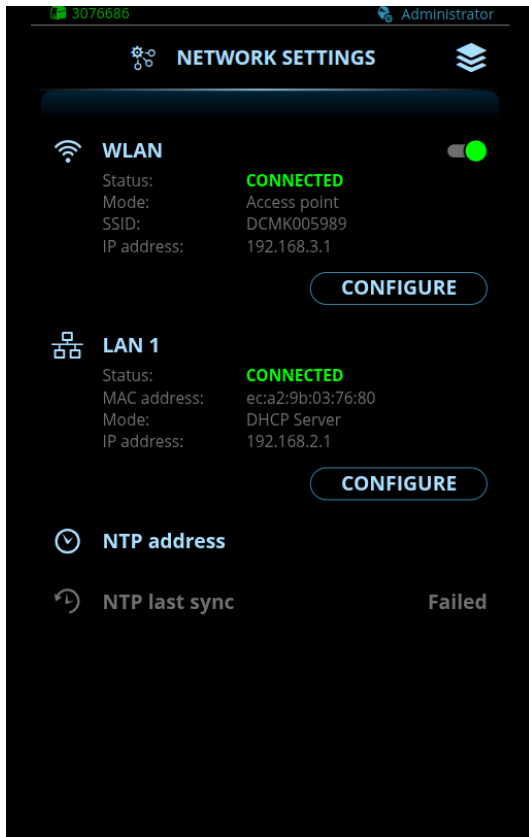 3076686 Administrator
NETWORK SETTINGS
WLAN
Status: CONNECTED
Mode: Access point
SSID: DCMK005989
IP address: 192.168.3.1
CONFIGURE
LAN 1
Status: CONNECTED
MAC address: ec:a2:9b:03:76:80
Mode: DHCP Server
IP address: 192.168.2.1
CONFIGURE
NTP address
NTP last sync Failed